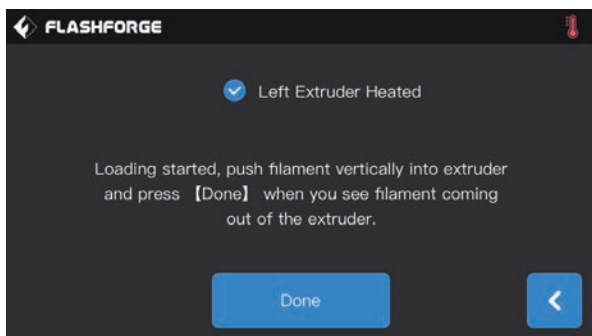 FLASHFORGE
Left Extruder Heated
Loading started, push filament vertically into extruder
and press 【Done】 when you see filament coming
out of the extruder.
Done